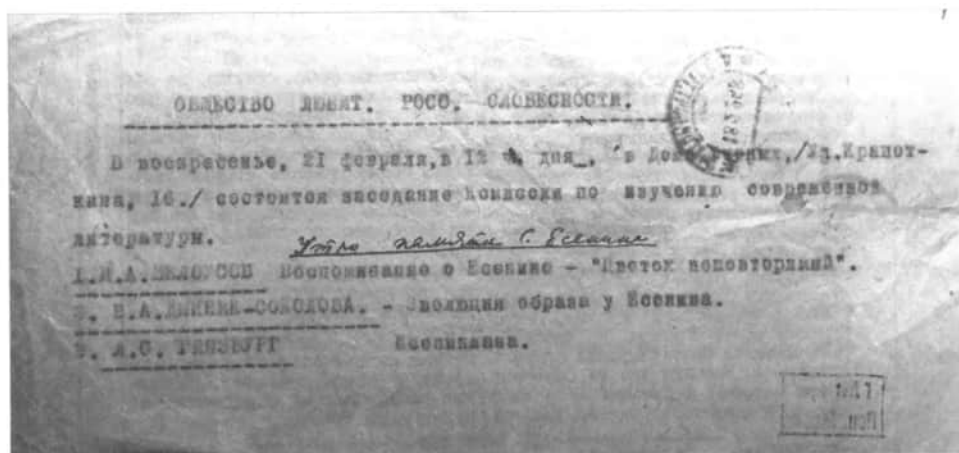 1
ОБЩЕСТВО ЛЮБИТ. РОСС. СЛОВЕСНОСТИ.
В воскресенье, 21 февраля, в 12 ч. дня , в Доме Ученых, /Ул. Крапот-
кина, 16./ состоится заседание комиссии по изучению современной
литературы.
Утро памяти С. Есенина
I. И.А. БЕЛОУСОВ Воспоминание о Есенине - "Цветок неповторимый".
2. В.А. ДЫННИК-СОКОЛОВА. - Эволюция образа у Есенина.
3. Л.С. ГИНЗБУРГ Есениниана.